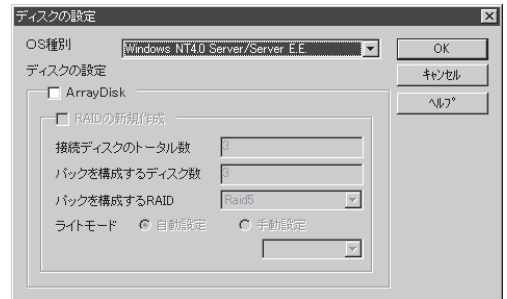 ディスクの設定
OS種別 Windows NT4.0 Server/Server E.E. OK
ディスクの設定 キャンセル
ArrayDisk ヘルプ
RAIDの新規作成
接続ディスクのトータル数 3
パックを構成するディスク数 3
パックを構成するRAID Raid5
ライトモード 自動設定 手動設定